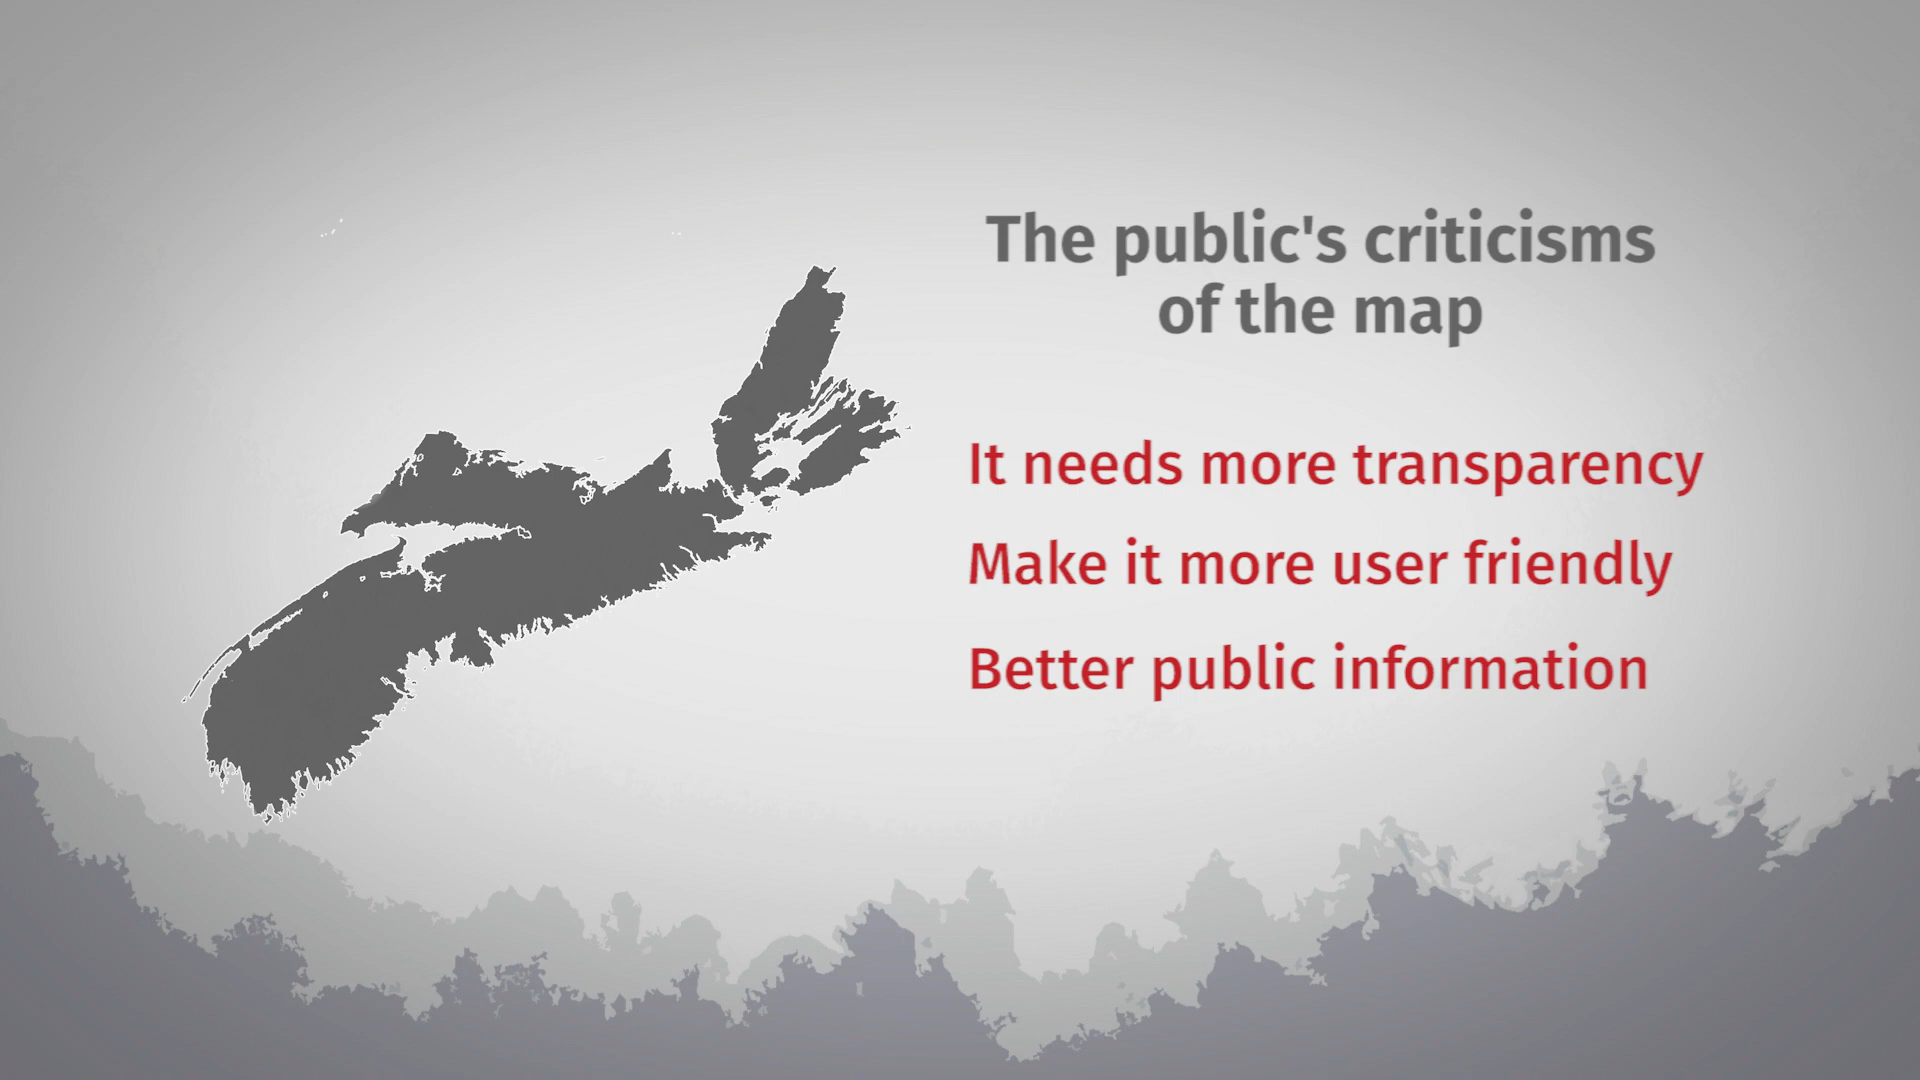 The public's criticisms
of the map
It needs more transparency
Make it more user friendly
Better public information